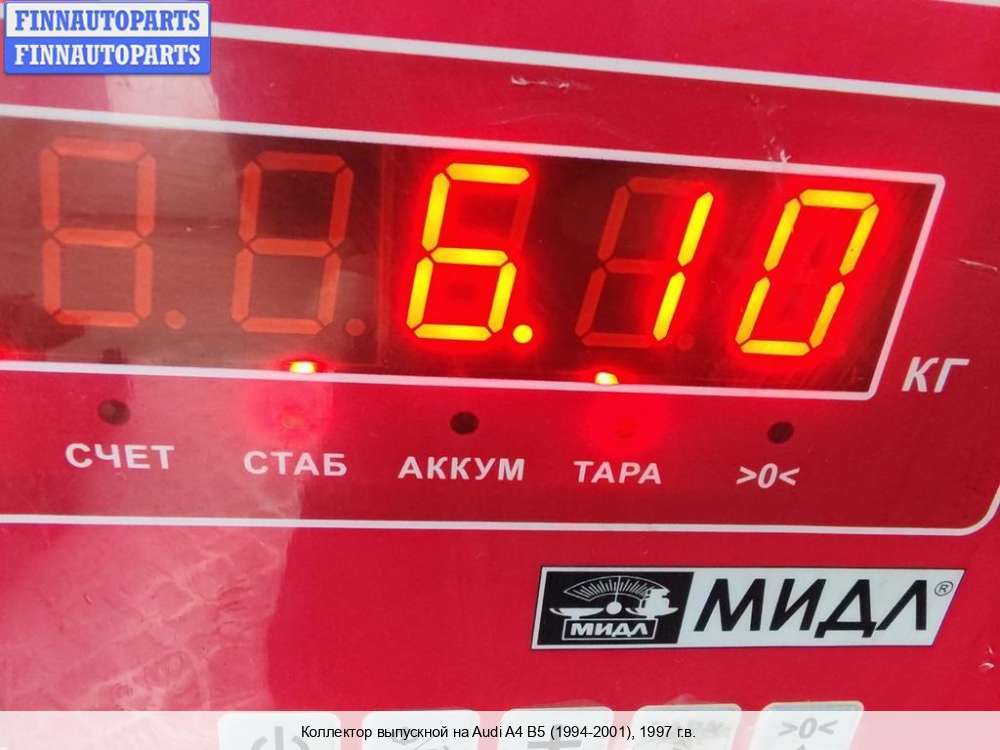 FINNAUTOPARTS
FINNAUTOPARTS
6.10
КГ
СЧЕТ СТАБ АККУМ ТАРА >0<
МИДЛ МИДЛ®
>0<
Коллектор выпускной на Audi A4 B5 (1994-2001), 1997 г.в.